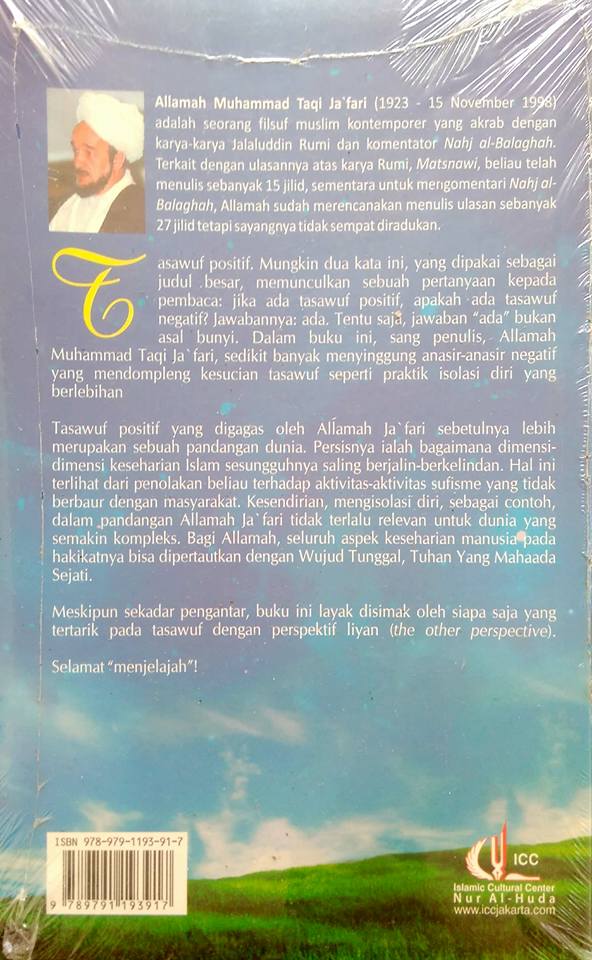 Allamah Muhammad Taqi Ja`fari (1923 - 15 November 1998)
adalah seorang filsuf muslim kontemporer yang akrab dengan
karya-karya Jalaluddin Rumi dan komentator Nahj al-Balaghah.
Terkait dengan ulasannya atas karya Rumi, Matsnawi, beliau telah
menulis sebanyak 15 jilid, sementara untuk mengomentari Nahj al-
Balaghah, Allamah sudah merencanakan menulis ulasan sebanyak
27 jilid tetapi sayangnya tidak sempat diradukan.
Tasawuf positif. Mungkin dua kata ini, yang dipakai sebagai
judul besar, memunculkan sebuah pertanyaan kepada
pembaca: jika ada tasawuf positif, apakah ada tasawuf
negatif? Jawabannya: ada. Tentu saja, jawaban “ada” bukan
asal bunyi. Dalam buku ini, sang penulis, Allamah
Muhammad Taqi Ja`fari, sedikit banyak menyinggung anasir-anasir negatif
yang mendompleng kesucian tasawuf seperti praktik isolasi diri yang
berlebihan
Tasawuf positif yang digagas oleh Allamah Ja`fari sebetulnya lebih
merupakan sebuah pandangan dunia. Persisnya ialah bagaimana dimensi-
dimensi keseharian Islam sesungguhnya saling berjalin-berkelindan. Hal ini
terlihat dari penolakan beliau terhadap aktivitas-aktivitas sufisme yang tidak
berbaur dengan masyarakat. Kesendirian, mengisolasi diri, sebagai contoh,
dalam pandangan Allamah Ja`fari tidak terlalu relevan untuk dunia yang
semakin kompleks. Bagi Allamah, seluruh aspek keseharian manusia pada
hakikatnya bisa dipertautkan dengan Wujud Tunggal, Tuhan Yang Mahaada
Sejati.
Meskipun sekadar pengantar, buku ini layak disimak oleh siapa saja yang
tertarik pada tasawuf dengan perspektif liyan (the other perspective).
Selamat “menjelajah”!
ISBN 978-979-1193-91-7
9 789791 193917
ICC
Islamic Cultural Center
Nur Al-Huda
www.iccjakarta.com